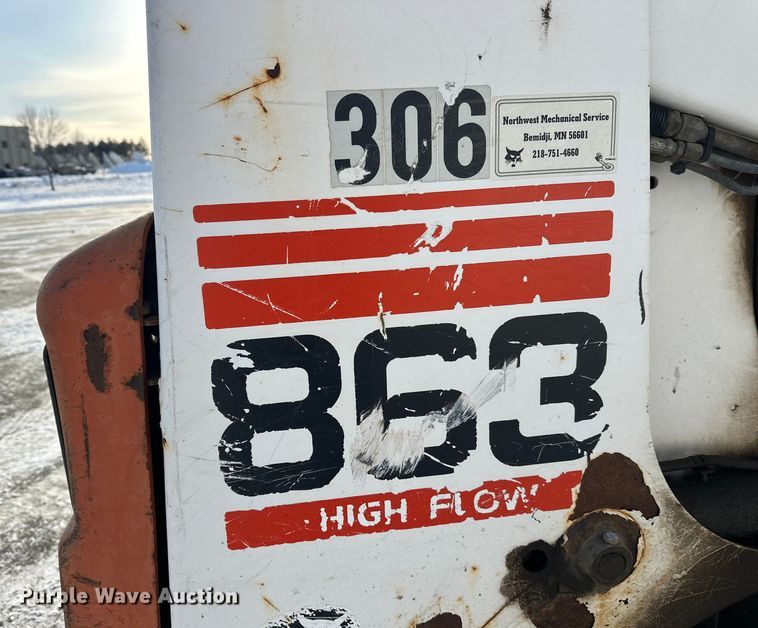 306
Northwest Mechanical Service
Bemidji, MN 56601
218-751-4660
863
HIGH FLOW
Purple Wave Auction